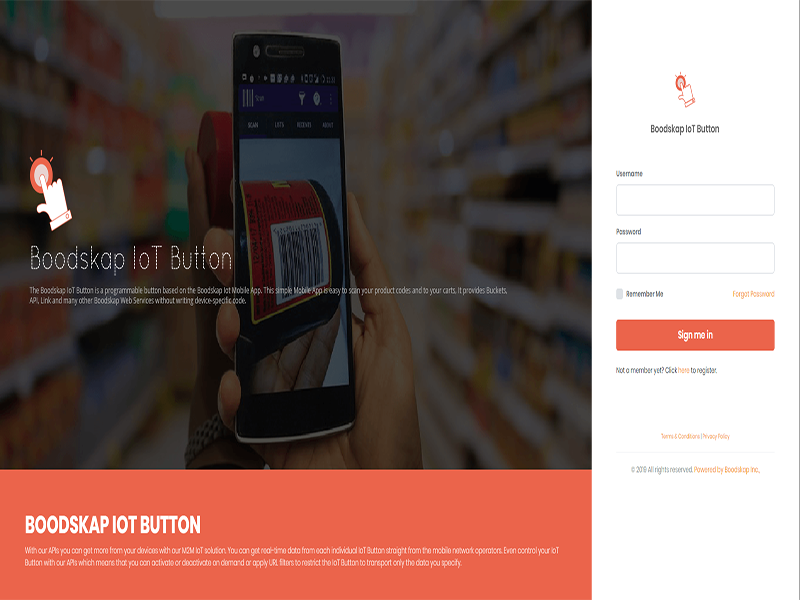 SCAN LISTS RECENTS ABOUT
Boodskap IoT Button
The Boodskap IoT Button is a programmable button based on the Boodskap Iot Mobile App. This simple Mobile App is easy to scan your product codes and to your carts. It provides Buckets,
API, Link and many other Boodskap Web Services without writing device-specific code.
BOODSKAP IOT BUTTON
With our APIs you can get more from your devices with our M2M IoT solution. You can get real-time data from each individual IoT Button straight from the mobile network operators. Even control your IoT
Button with our APIs which means that you can activate or deactivate on demand or apply URL filters to restrict the IoT Button to transport only the data you specify.
Boodskap IoT Button
Username
Password
Remember Me Forgot Password
Sign me in
Not a member yet? Click here to register.
Terms & Conditions | Privacy Policy
© 2018 All rights reserved. Powered by Boodskap Inc.,